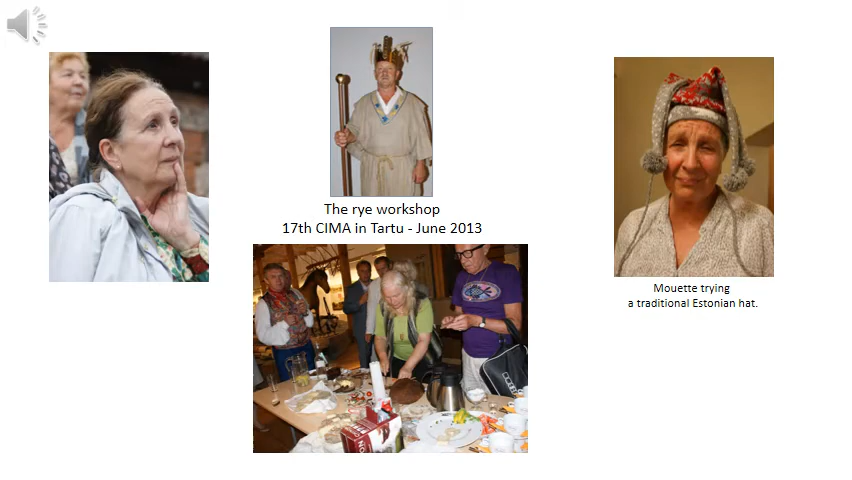 The rye workshop
17th CIMA in Tartu - June 2013
Mouette trying
a traditional Estonian hat.